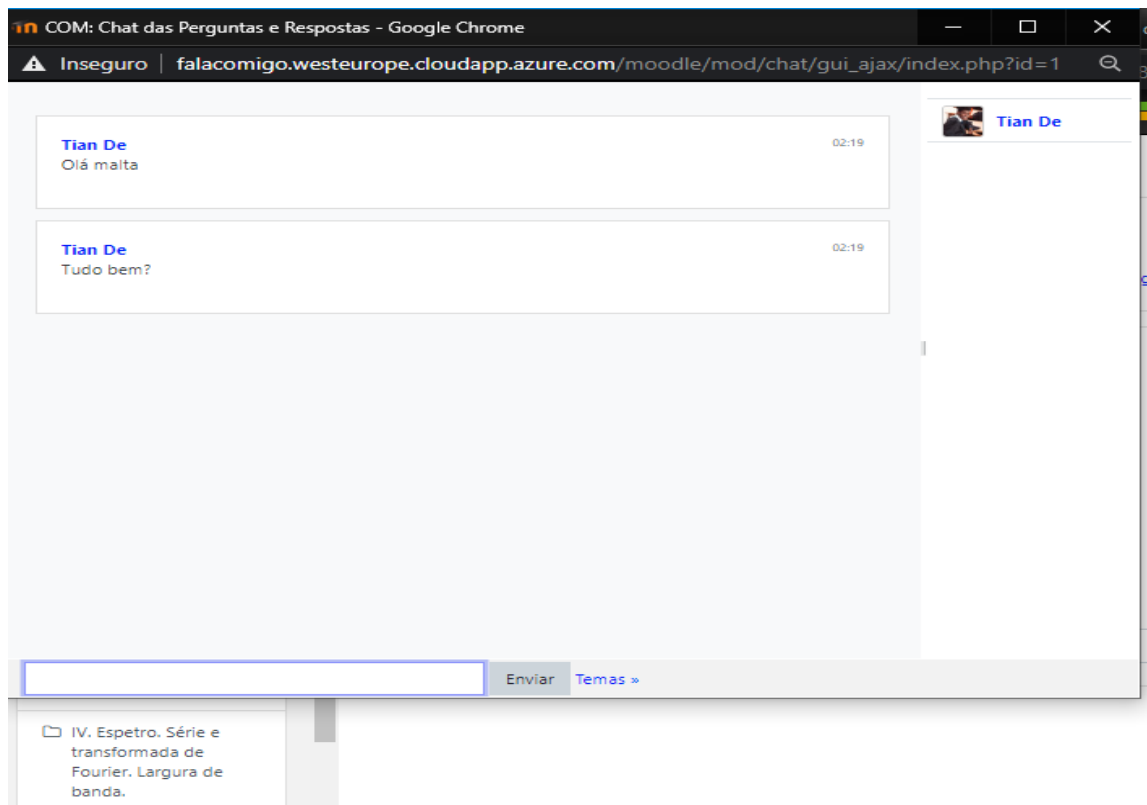 COM: Chat das Perguntas e Respostas - Google Chrome
Inseguro | falacomigo.westeurope.cloudapp.azure.com/moodle/mod/chat/gui_ajax/index.php?id=1
Tian De 02:19
Olá malta
Tian De 02:19
Tudo bem?
Tian De
Enviar Temas »
IV. Espetro. Série e
transformada de
Fourier. Largura de
banda.